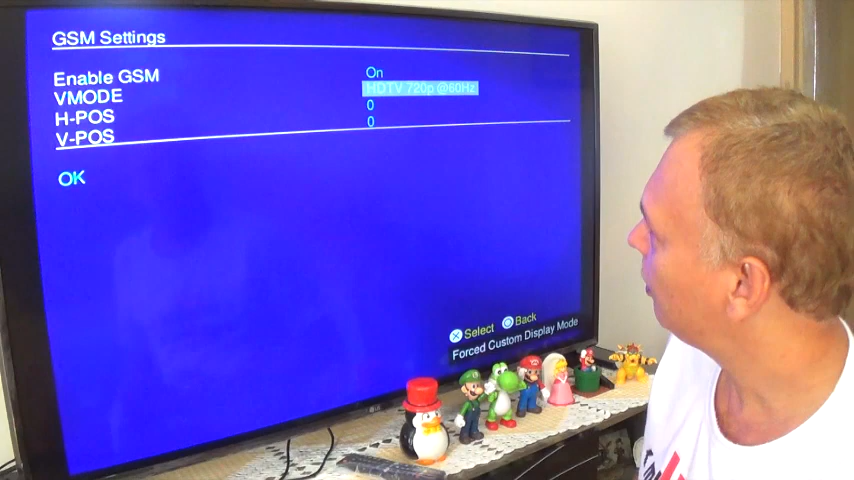 GSM Settings
Enable GSM On
VMODE HDTV 720p @60Hz
H-POS 0
V-POS 0
OK
Select Back
Forced Custom Display Mode
LG